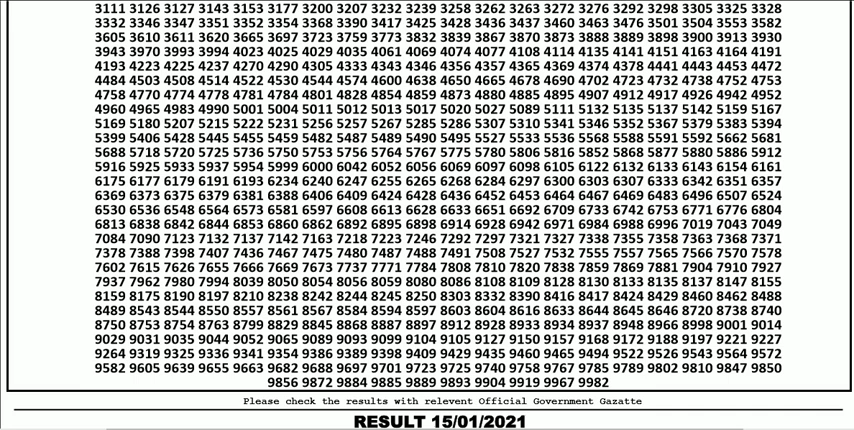 3111 3126 3127 3143 3153 3177 3200 3207 3232 3239 3258 3262 3263 3272 3276 3292 3298 3305 3325 3328
3332 3346 3347 3351 3352 3354 3368 3390 3417 3425 3428 3436 3437 3460 3463 3476 3501 3504 3553 3582
3605 3610 3611 3620 3665 3697 3723 3759 3773 3832 3839 3867 3870 3873 3888 3889 3898 3900 3913 3930
3943 3970 3993 3994 4023 4025 4029 4035 4061 4069 4074 4077 4108 4114 4135 4141 4151 4163 4164 4191
4193 4223 4225 4237 4270 4290 4305 4333 4343 4346 4356 4357 4365 4369 4374 4378 4441 4443 4453 4472
4484 4503 4508 4514 4522 4530 4544 4574 4600 4638 4650 4665 4678 4690 4702 4723 4732 4738 4752 4753
4758 4770 4774 4778 4781 4784 4801 4828 4854 4859 4873 4880 4885 4895 4907 4912 4917 4926 4942 4952
4960 4965 4983 4990 5001 5004 5011 5012 5013 5017 5020 5027 5089 5111 5132 5135 5137 5142 5159 5167
5169 5180 5207 5215 5222 5231 5256 5257 5267 5285 5286 5307 5310 5341 5346 5352 5367 5379 5383 5394
5399 5406 5428 5445 5455 5459 5482 5487 5489 5490 5495 5527 5533 5536 5568 5588 5591 5592 5662 5681
5688 5718 5720 5725 5736 5750 5753 5756 5764 5767 5775 5780 5806 5816 5852 5868 5877 5880 5886 5912
5916 5925 5933 5937 5954 5999 6000 6042 6052 6056 6069 6097 6098 6105 6122 6132 6133 6143 6154 6161
6175 6177 6179 6191 6193 6234 6240 6247 6255 6265 6268 6284 6297 6300 6303 6307 6333 6342 6351 6357
6369 6373 6375 6379 6381 6388 6406 6409 6424 6428 6436 6452 6453 6464 6467 6469 6483 6496 6507 6524
6530 6536 6548 6564 6573 6581 6597 6608 6613 6628 6633 6651 6692 6709 6733 6742 6753 6771 6776 6804
6813 6838 6842 6844 6853 6860 6862 6892 6895 6898 6914 6928 6942 6971 6984 6988 6996 7019 7043 7049
7084 7090 7123 7132 7137 7142 7163 7218 7223 7246 7292 7297 7321 7327 7338 7355 7358 7363 7368 7371
7378 7388 7398 7407 7436 7467 7475 7480 7487 7488 7491 7508 7527 7532 7555 7557 7565 7566 7570 7578
7602 7615 7626 7655 7666 7669 7673 7737 7771 7784 7808 7810 7820 7838 7859 7869 7881 7904 7910 7927
7937 7962 7980 7994 8039 8050 8054 8056 8059 8080 8086 8108 8109 8128 8130 8133 8135 8137 8147 8155
8159 8175 8190 8197 8210 8238 8242 8244 8245 8250 8303 8332 8390 8416 8417 8424 8429 8460 8462 8488
8489 8543 8544 8550 8557 8561 8567 8584 8594 8597 8603 8604 8616 8633 8644 8645 8646 8720 8738 8740
8750 8753 8754 8763 8799 8829 8845 8868 8887 8897 8912 8928 8933 8934 8937 8948 8966 8998 9001 9014
9029 9031 9035 9044 9052 9065 9089 9093 9099 9104 9105 9127 9150 9157 9168 9172 9188 9197 9221 9227
9264 9319 9325 9336 9341 9354 9386 9389 9398 9409 9429 9435 9460 9465 9494 9522 9526 9543 9564 9572
9582 9605 9639 9655 9663 9682 9688 9697 9701 9723 9725 9740 9758 9767 9785 9789 9802 9810 9847 9850
9856 9872 9884 9885 9889 9893 9904 9919 9967 9982
Please check the results with relevent Official Government Gazatte
RESULT 15/01/2021